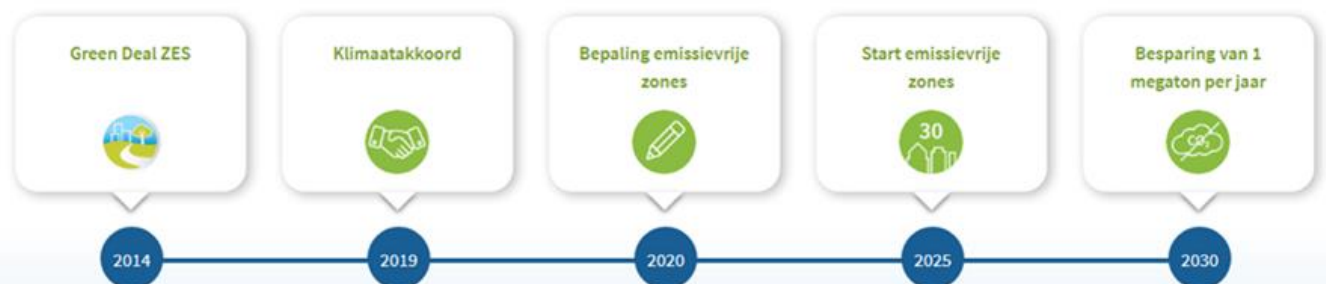 Green Deal ZES
Klimaatakkoord
Bepaling emissievrije
zones
Start emissievrije
zones
Besparing van 1
megaton per jaar
30
CO₂
2014
2019
2020
2025
2030